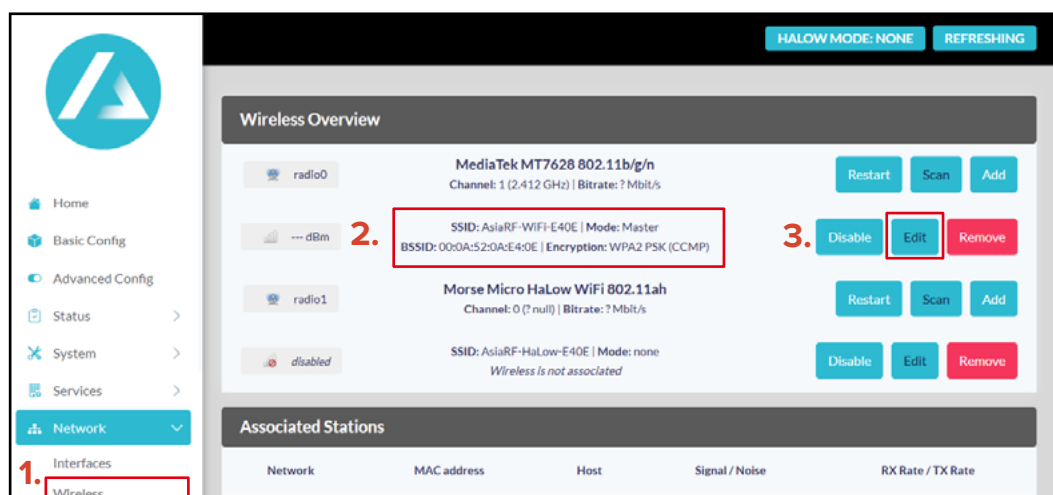 HALOW MODE: NONE REFRESHING
Wireless Overview
radio0
MediaTek MT7628 802.11b/g/n
Channel: 1 (2.412 GHz) | Bitrate: ? Mbit/s
Restart Scan Add
--- dBm
2.
SSID: AsiaRF-WiFi-E40E | Mode: Master
BSSID: 00:0A:52:0A:E4:0E | Encryption: WPA2 PSK (CCMP)
3.
Disable Edit Remove
radio1
Morse Micro HaLow WiFi 802.11ah
Channel: 0 (? null) | Bitrate: ? Mbit/s
Restart Scan Add
disabled
SSID: AsiaRF-HaLow-E40E | Mode: none
Wireless is not associated
Disable Edit Remove
Associated Stations
Network MAC address Host Signal / Noise RX Rate / TX Rate
Home
Basic Config
Advanced Config
Status
System
Services
Network
Interfaces
1.
Wireless